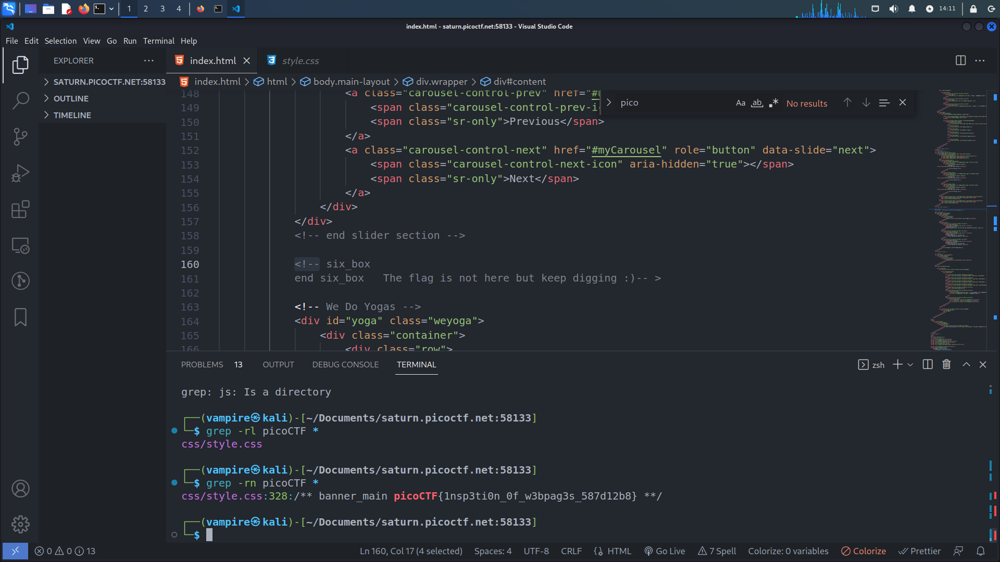 1 2 3 4 14:11
index.html - saturn.picoctf.net:58133 - Visual Studio Code
File Edit Selection View Go Run Terminal Help
EXPLORER
index.html
style.css
SATURN.PICOCTF.NET:58133
OUTLINE
TIMELINE
index.html > html > body.main-layout > div.wrapper > div#content
pico
Aa ab .* No results
148 <a class="carousel-control-prev" href="#
149 <span class="carousel-control-prev-i
150 <span class="sr-only">Previous</span>
151 </a>
152 <a class="carousel-control-next" href="#myCarousel" role="button" data-slide="next">
153 <span class="carousel-control-next-icon" aria-hidden="true"></span>
154 <span class="sr-only">Next</span>
155 </a>
156 </div>
157 </div>
158 <!-- end slider section -->
159
160 <!-- six_box
161 end six_box   The flag is not here but keep digging :)-- >
162
163 <!-- We Do Yogas -->
164 <div id="yoga" class="weyoga">
165 <div class="container">
166 <div class="row">
PROBLEMS 13 OUTPUT DEBUG CONSOLE TERMINAL zsh
grep: js: Is a directory
┌──(vampire㉿kali)-[~/Documents/saturn.picoctf.net:58133]
└─$ grep -rl picoCTF *
css/style.css
┌──(vampire㉿kali)-[~/Documents/saturn.picoctf.net:58133]
└─$ grep -rn picoCTF *
css/style.css:328:/** banner_main picoCTF{1nsp3ti0n_0f_w3bpag3s_587d12b8} **/
┌──(vampire㉿kali)-[~/Documents/saturn.picoctf.net:58133]
└─$
0 0 13 Ln 160, Col 17 (4 selected) Spaces: 4 UTF-8 CRLF HTML Go Live 7 Spell Colorize: 0 variables Colorize Prettier